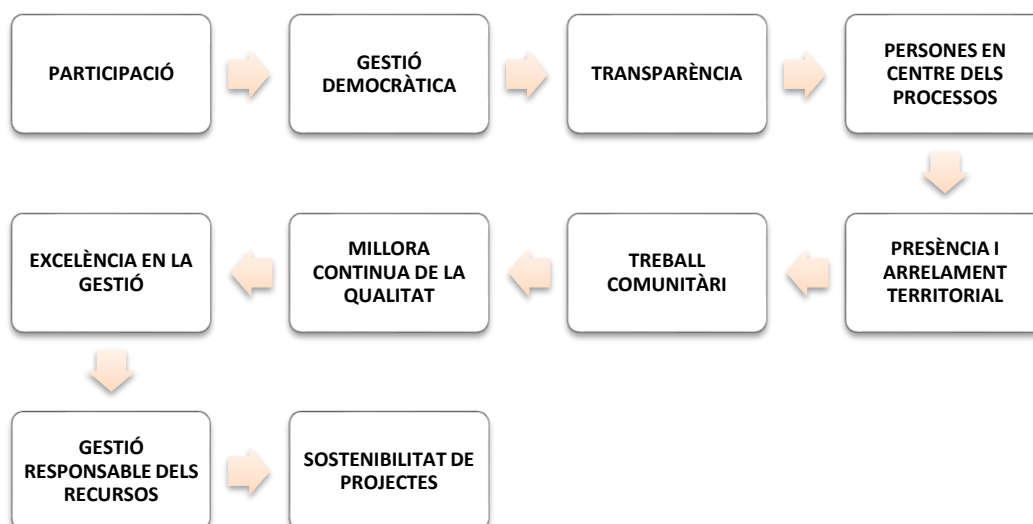 PARTICIPACIÓ
GESTIÓ
DEMOCRÀTICA
TRANSPARÈNCIA
PERSONES EN
CENTRE DELS
PROCESSOS
PRESÈNCIA I
ARRELAMENT
TERRITORIAL
TREBALL
COMUNITÀRI
MILLORA
CONTINUA DE LA
QUALITAT
EXCELÈNCIA EN LA
GESTIÓ
GESTIÓ
RESPONSABLE DELS
RECURSOS
SOSTENIBILITAT DE
PROJECTES